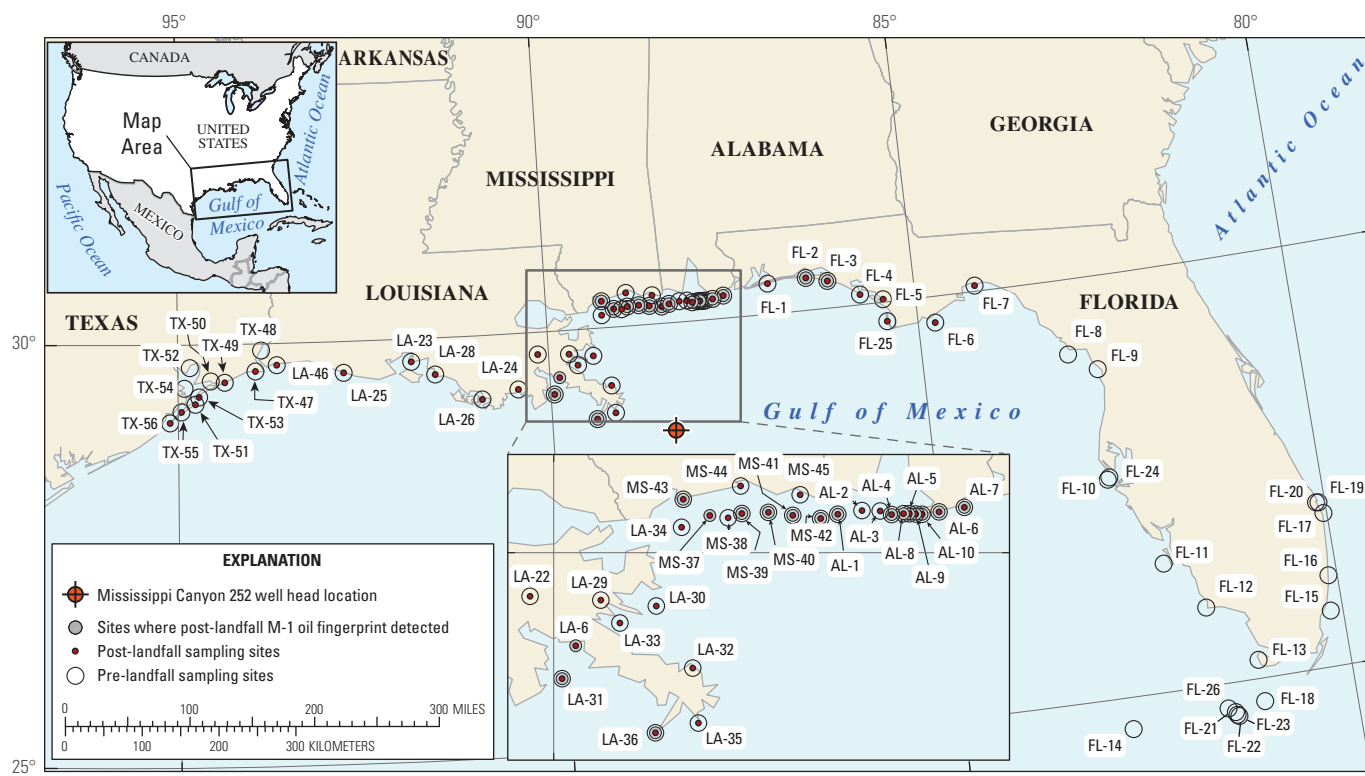 95°
90°
85°
80°
CANADA
UNITED
STATES
Map
Area
MEXICO
Gulf of
Mexico
Pacific Ocean
Atlantic Ocean
ARKANSAS
MISSISSIPPI
ALABAMA
GEORGIA
Atlantic Ocean
LOUISIANA
TEXAS
FLORIDA
30°
25°
Gulf of Mexico
TX-50
TX-48
TX-52
TX-49
TX-54
TX-56
TX-55
TX-51
TX-53
TX-47
LA-46
LA-25
LA-23
LA-28
LA-24
LA-26
FL-1
FL-2
FL-3
FL-4
FL-5
FL-25
FL-6
FL-7
FL-8
FL-9
FL-24
FL-10
FL-11
FL-12
FL-13
FL-14
FL-15
FL-16
FL-17
FL-19
FL-20
FL-18
FL-26
FL-21
FL-22
FL-23
MS-41
MS-44
MS-45
MS-43
AL-2
AL-4
AL-5
AL-7
LA-34
MS-37
MS-38
MS-39
MS-40
MS-42
AL-1
AL-3
AL-8
AL-9
AL-10
AL-6
LA-22
LA-29
LA-30
LA-6
LA-33
LA-32
LA-31
LA-36
LA-35
EXPLANATION
Mississippi Canyon 252 well head location
Sites where post-landfall M-1 oil fingerprint detected
Post-landfall sampling sites
Pre-landfall sampling sites
0 100 200 300 MILES
0 100 200 300 KILOMETERS